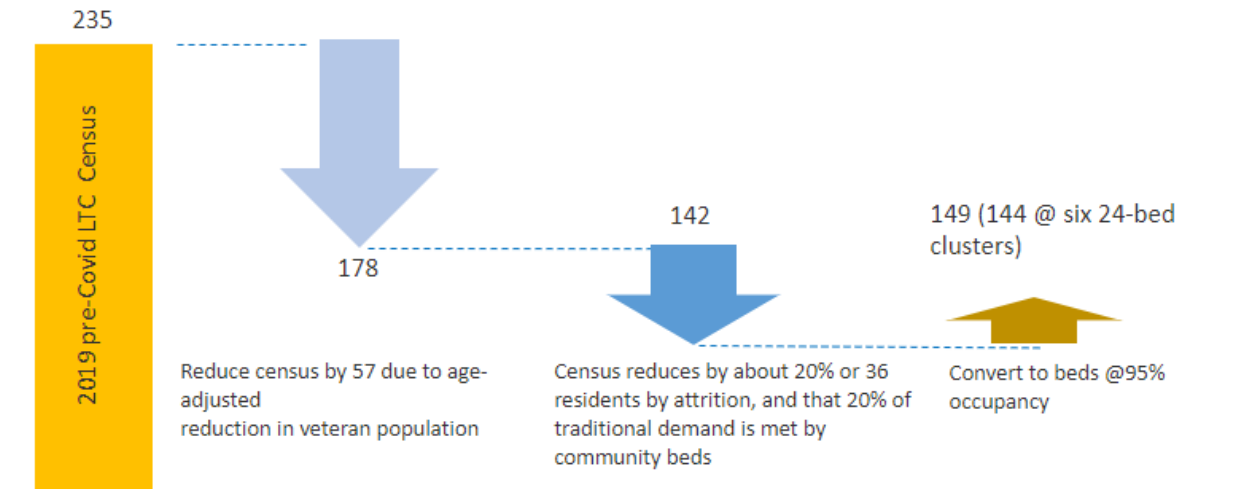 235
2019 pre-Covid LTC Census
178
Reduce census by 57 due to age-
adjusted
reduction in veteran population
142
Census reduces by about 20% or 36
residents by attrition, and that 20% of
traditional demand is met by
community beds
149 (144 @ six 24-bed
clusters)
Convert to beds @95%
occupancy